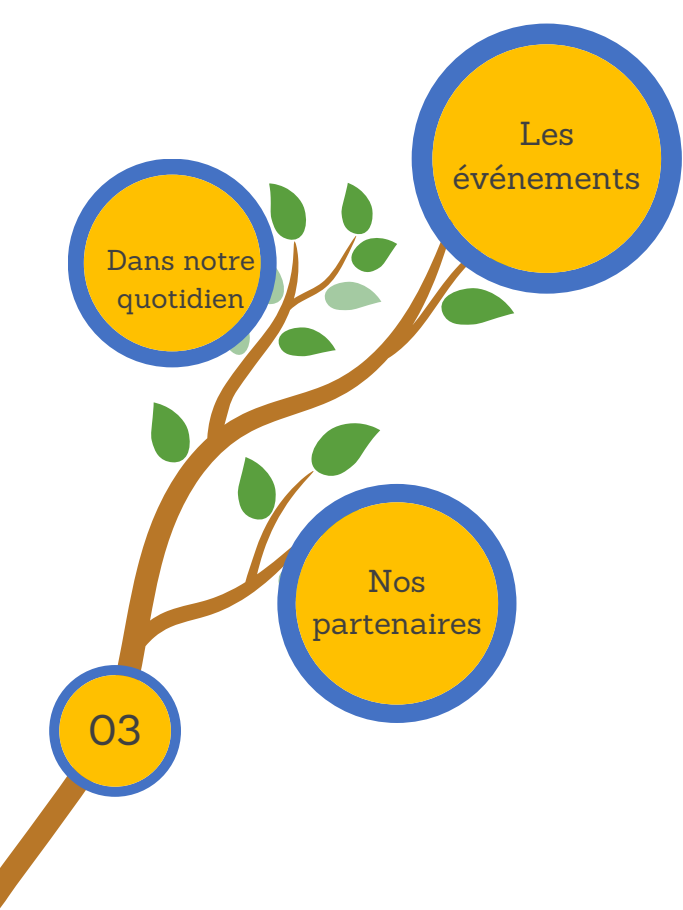 Les
événements
Dans notre
quotidien
Nos
partenaires
03